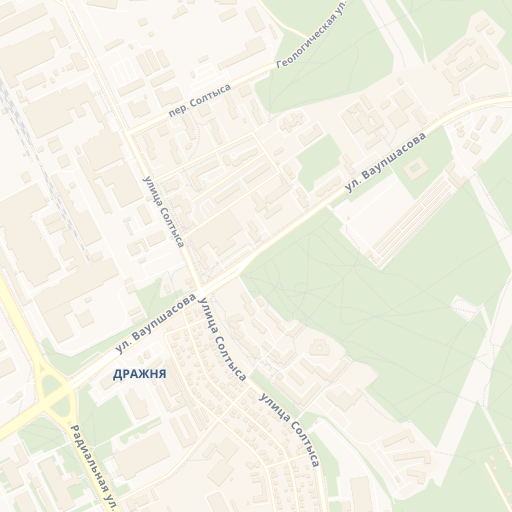 Геологическая ул.
пер. Солтыса
ул. Ваупшасова
улица Солтыса
ул. Ваупшасова
улица Солтыса
ДРАЖНЯ
улица Солтыса
Радиальная ул.